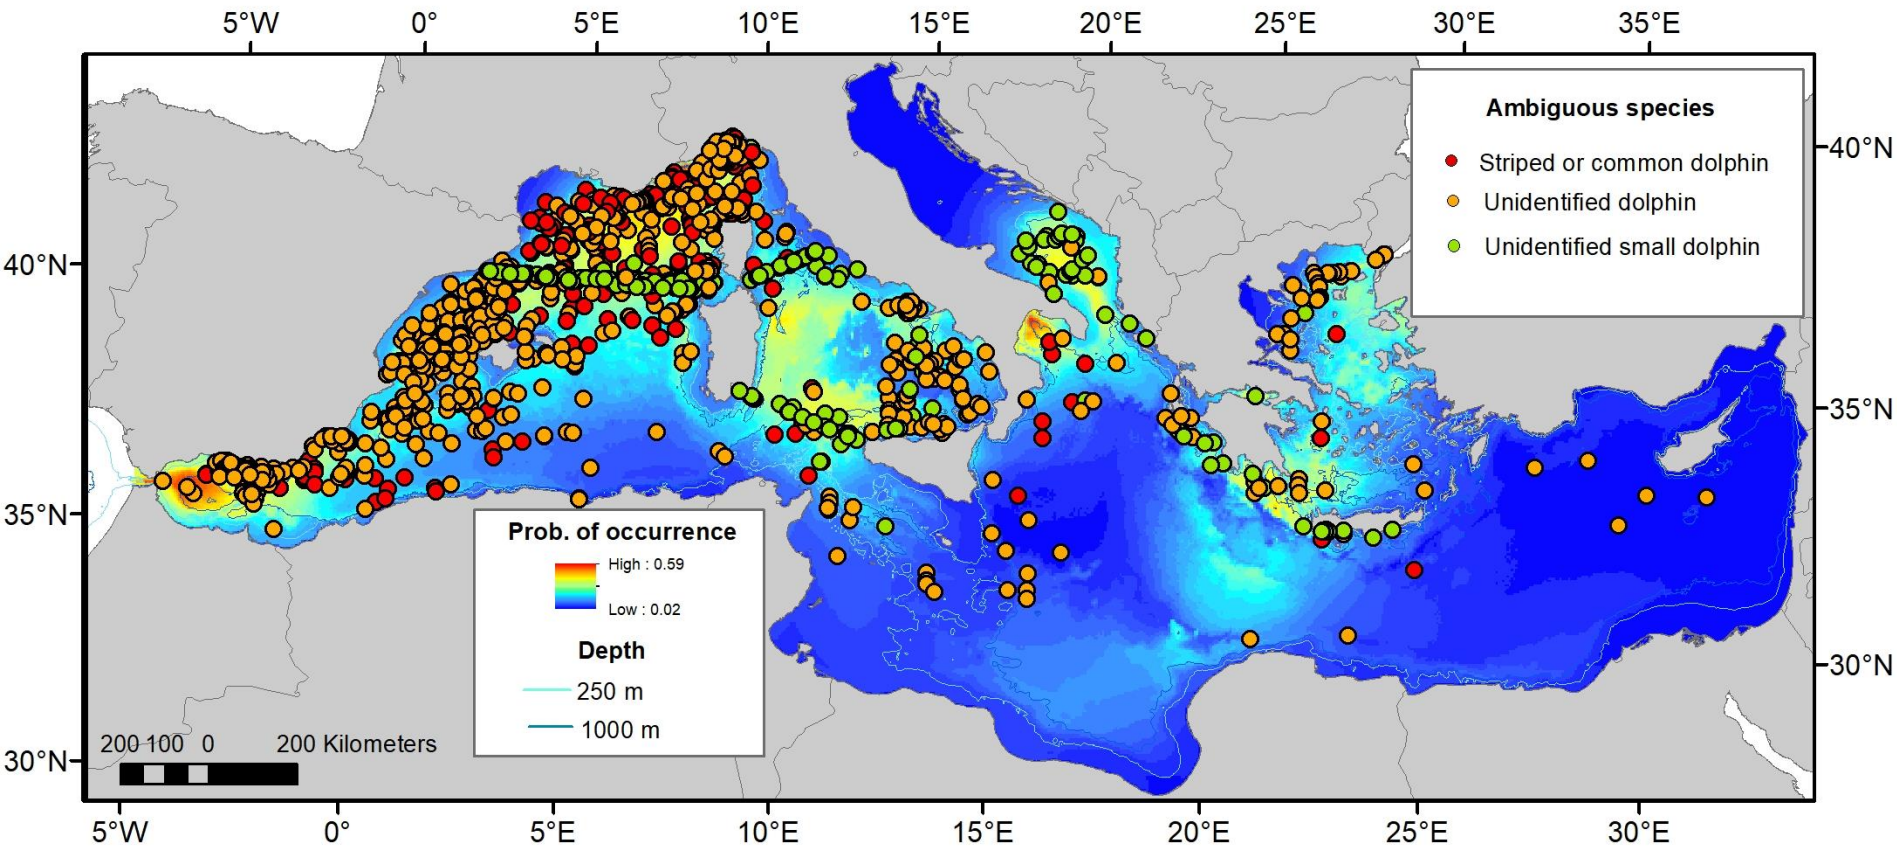 5°W 0° 5°E 10°E 15°E 20°E 25°E 30°E 35°E
Ambiguous species
Striped or common dolphin
Unidentified dolphin
Unidentified small dolphin
40°N
40°N
35°N
35°N
30°N
30°N
Prob. of occurrence
High : 0.59
Low : 0.02
Depth
250 m
1000 m
200 100 0 200 Kilometers
5°W 0° 5°E 10°E 15°E 20°E 25°E 30°E